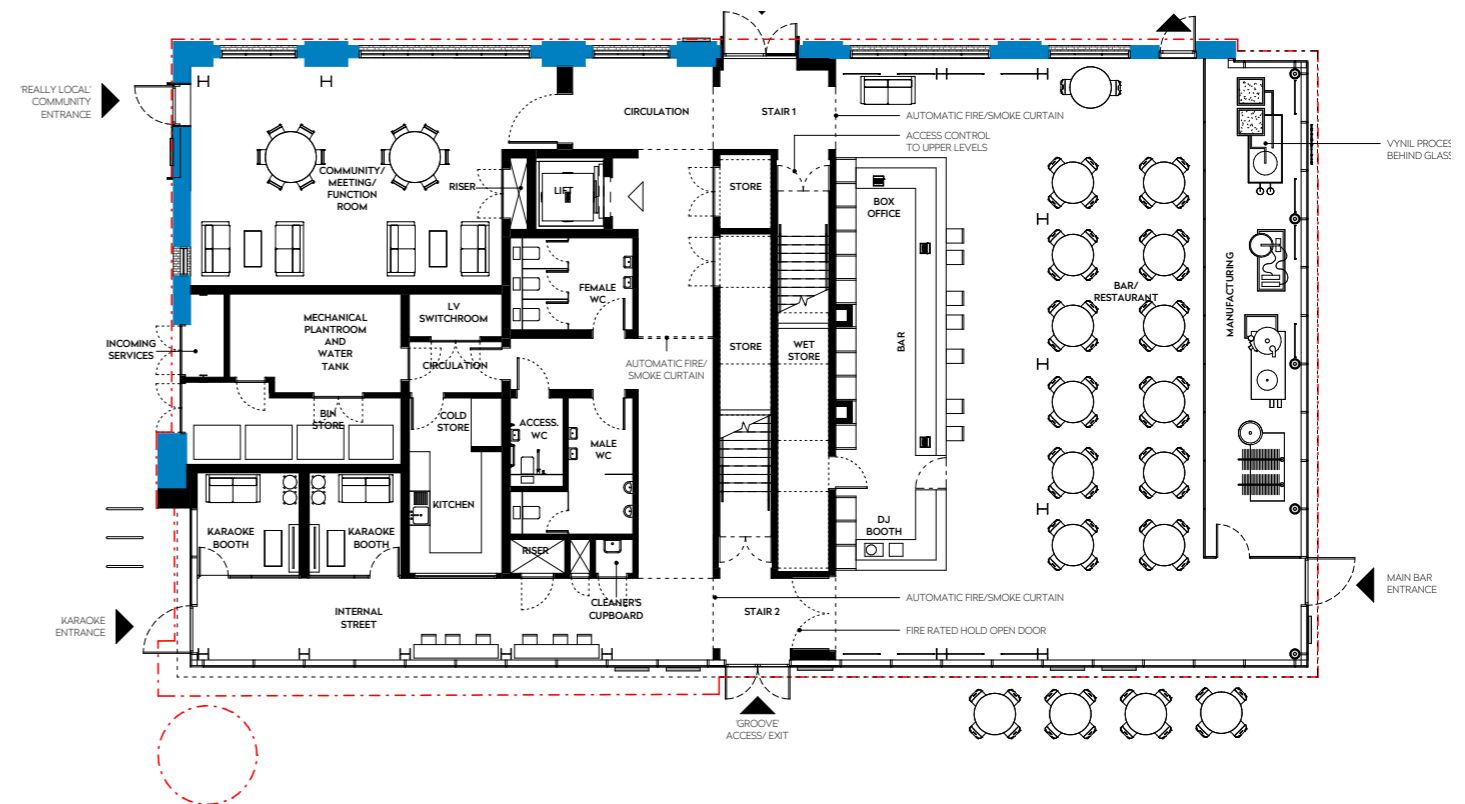 'REALLY LOCAL'
COMMUNITY
ENTRANCE
CIRCULATION
STAIR 1
AUTOMATIC FIRE/SMOKE CURTAIN
ACCESS CONTROL
TO UPPER LEVELS
VYNIL PROCES
BEHIND GLASS
COMMUNITY/
MEETING/
FUNCTION
ROOM
RISER
LIFT
STORE
BOX
OFFICE
FEMALE
WC
MANUFACTURING
BAR/
RESTAURANT
LV
SWITCHROOM
MECHANICAL
PLANTROOM
AND
WATER
TANK
INCOMING
SERVICES
CIRCULATION
AUTOMATIC FIRE/
SMOKE CURTAIN
STORE
WET
STORE
BAR
BIN
STORE
COLD
STORE
ACCESS.
WC
MALE
WC
KITCHEN
KARAOKE
BOOTH
KARAOKE
BOOTH
DJ
BOOTH
RISER
CLEANER'S
CUPBOARD
MAIN BAR
ENTRANCE
INTERNAL
STREET
STAIR 2
AUTOMATIC FIRE/SMOKE CURTAIN
FIRE RATED HOLD OPEN DOOR
KARAOKE
ENTRANCE
'GROOVE'
ACCESS/ EXIT